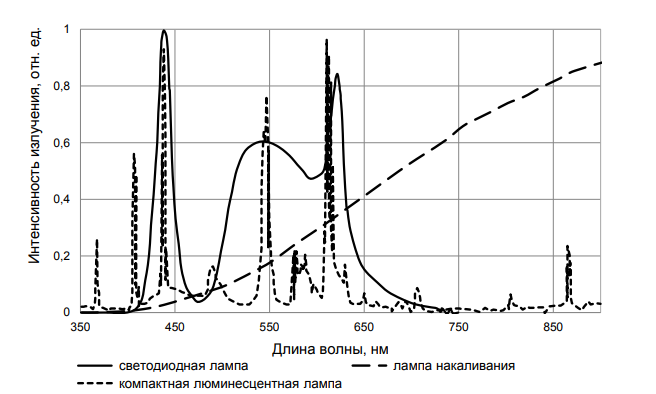 Интенсивность излучения, отн. ед.
1
0,8
0,6
0,4
0,2
0
350 450 550 650 750 850
Длина волны, нм
светодиодная лампа лампа накаливания
компактная люминесцентная лампа